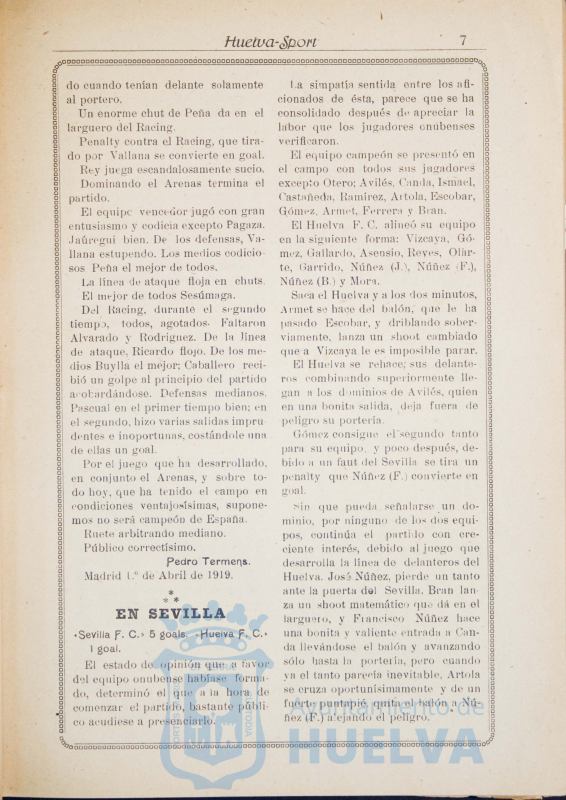 Huelva-Sport
7
do cuando tenían delante solamente
al portero.
Un enorme chut de Peña da en el
larguero del Racing.
Penalty contra el Racing, que tira-
do por Vallana se convierte en goal.
Rey juega escandalosamente sucio.
Dominando el Arenas termina el
partido.
El equipo vencedor jugó con gran
entusiasmo y codicia excepto Pagaza.
Jaúregui bien. De los defensas, Va-
llana estupendo. Los medios codicio-
sos Peña el mejor de todos.
La línea de ataque floja en chuts.
El mejor de todos Sesúmaga.
Del Racing, durante el segundo
tiempo, todos, agotados. Faltaron
Alvarado y Rodriguez. De la línea
de ataque, Ricardo flojo. De los me-
dios Buylla el mejor; Caballero reci-
bió un golpe al principio del partido
acobardándose. Defensas medianos.
Pascual en el primer tiempo bien; en
el segundo, hizo varias salidas impru-
dentes e inoportunas, costándole una
de ellas un goal.
Por el juego que ha desarrollado,
en conjunto el Arenas, y sobre to-
do hoy, que ha tenido el campo en
condiciones ventajosísimas, supone-
mos no será campeón de España.
Ruete arbitrando mediano.
Público correctísimo.
Pedro Termens.
Madrid 1.º de Abril de 1919.
* * *
EN SEVILLA
«Sevilla F. C.» 5 goals. «Huelva F. C.»
1 goal.
El estado de opinión que a favor
del equipo onubense habíase forma-
do, determinó el que a la hora de
comenzar el partido, bastante públi-
co acudiese a presenciarlo.
La simpatía sentida entre los afi-
cionados de ésta, parece que se ha
consolidado después de apreciar la
labor que los jugadores onubenses
verificaron.
El equipo campeón se presentó en
el campo con todos sus jugadores
excepto Otero; Avilés, Canda, Ismael,
Castañeda, Ramirez, Artola, Escobar,
Gómez, Armet, Ferrera y Bran.
El Huelva F. C. alineó su equipo
en la siguiente forma: Vizcaya, Gó-
mez, Gallardo, Asensio, Reyes, Olár-
te, Garrido, Núñez (J.), Núñez (F.),
Núñez (B.) y Mora.
Saca el Huelva y a los dos minutos,
Armet se hace del balón, que le ha
pasado Escobar, y driblando sober-
viamente, lanza un shoot cambiado
que a Vizcaya le es imposible parar.
El Huelva se rehace; sus delante-
ros combinando superiormente lle-
gan a los dominios de Avilés, quien
en una bonita salida, deja fuera de
peligro su portería.
Gómez consigue el segundo tanto
para su equipo, y poco después, de-
bido a un faut del Sevilla se tira un
penalty que Núñez (F.) convierte en
goal.
Sin que pueda señalarse un do-
minio, por ninguno de los dos equi-
pos, continúa el partido con cre-
ciente interés, debido al juego que
desarrolla la línea de delanteros del
Huelva. José Núñez, pierde un tanto
ante la puerta del Sevilla. Bran lan-
za un shoot matemático que dá en el
larguero, y Francisco Núñez hace
una bonita y valiente entrada a Can-
da llevándose el balón y avanzando
sólo hasta la portería, pero cuando
ya el tanto parecía inevitable, Artola
se cruza oportunísimamente y de un
fuerte puntapié, quita el balón a Nú-
ñez (F.) alejando el peligro.
Ayuntamiento de
HUELVA